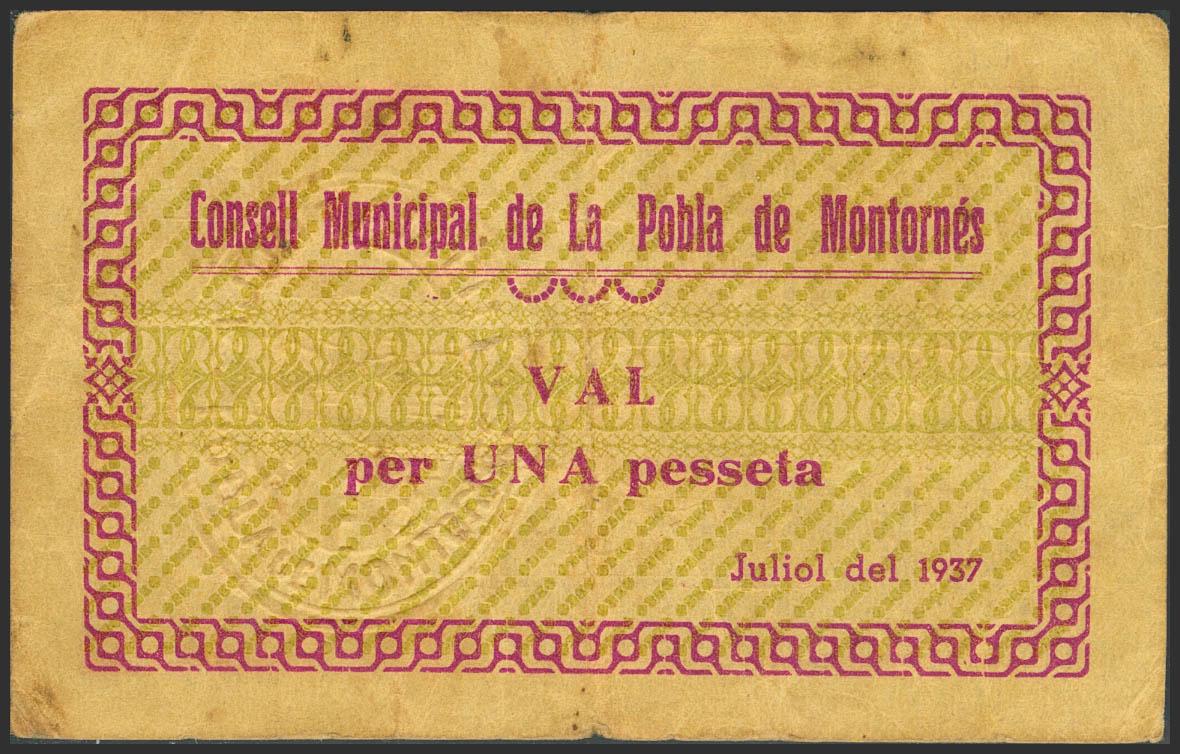 Consell Municipal de La Pobla de Montornés
VAL
per UNA pesseta
Juliol del 1937